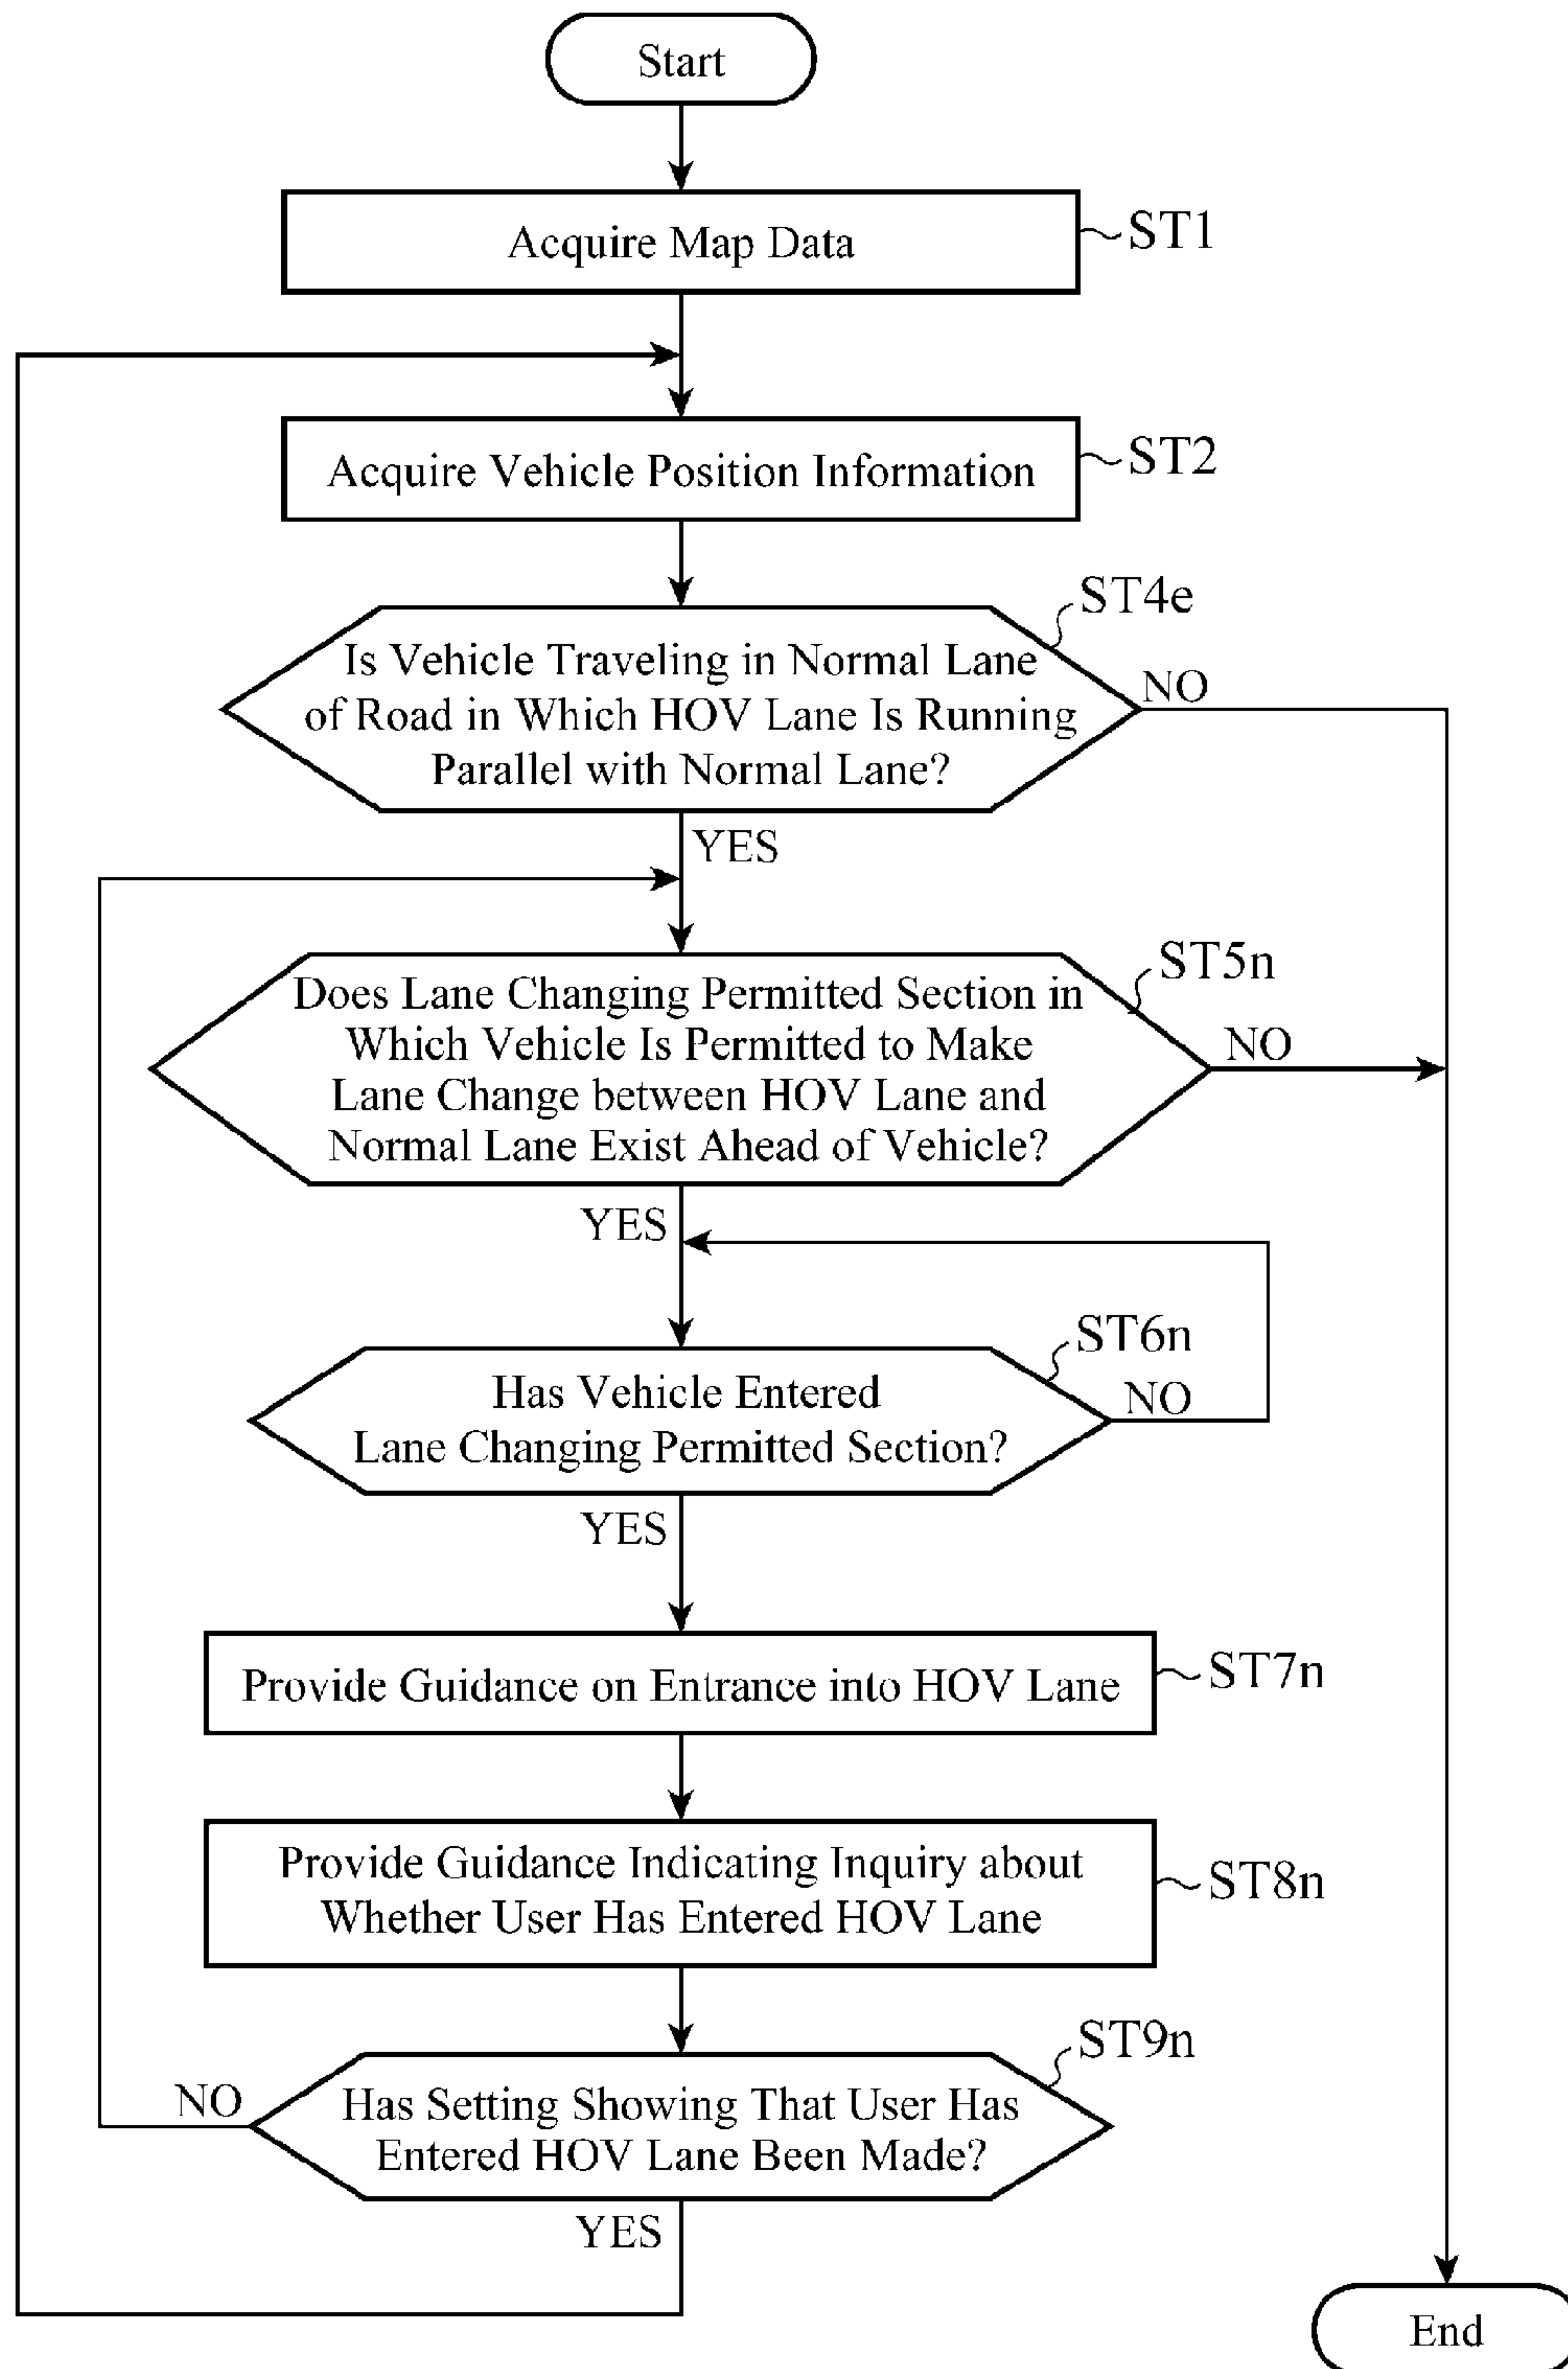 Start
Acquire Map Data
ST1
Acquire Vehicle Position Information
ST2
ST4e
Is Vehicle Traveling in Normal Lane
of Road in Which HOV Lane Is Running
Parallel with Normal Lane?
NO
YES
ST5n
Does Lane Changing Permitted Section in
Which Vehicle Is Permitted to Make
Lane Change between HOV Lane and
Normal Lane Exist Ahead of Vehicle?
NO
YES
ST6n
Has Vehicle Entered
Lane Changing Permitted Section?
NO
YES
Provide Guidance on Entrance into HOV Lane
ST7n
Provide Guidance Indicating Inquiry about
Whether User Has Entered HOV Lane
ST8n
ST9n
NO
Has Setting Showing That User Has
Entered HOV Lane Been Made?
YES
End